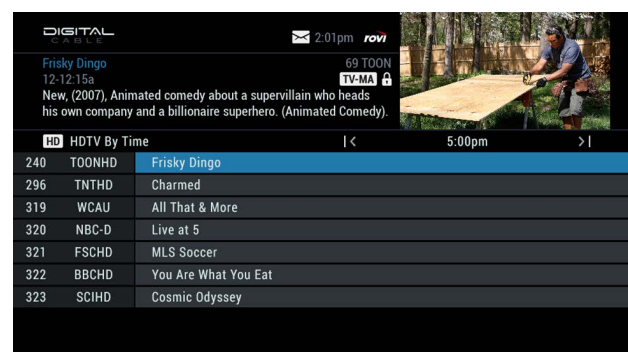 DIGITAL
CABLE
2:01pm rovi
Frisky Dingo 69 TOON
12-12:15a TV-MA
New, (2007), Animated comedy about a supervillain who heads
his own company and a billionaire superhero. (Animated Comedy).
HD HDTV By Time |< 5:00pm >|
240 TOONHD Frisky Dingo
296 TNTHD Charmed
319 WCAU All That & More
320 NBC-D Live at 5
321 FSCHD MLS Soccer
322 BBCHD You Are What You Eat
323 SCIHD Cosmic Odyssey